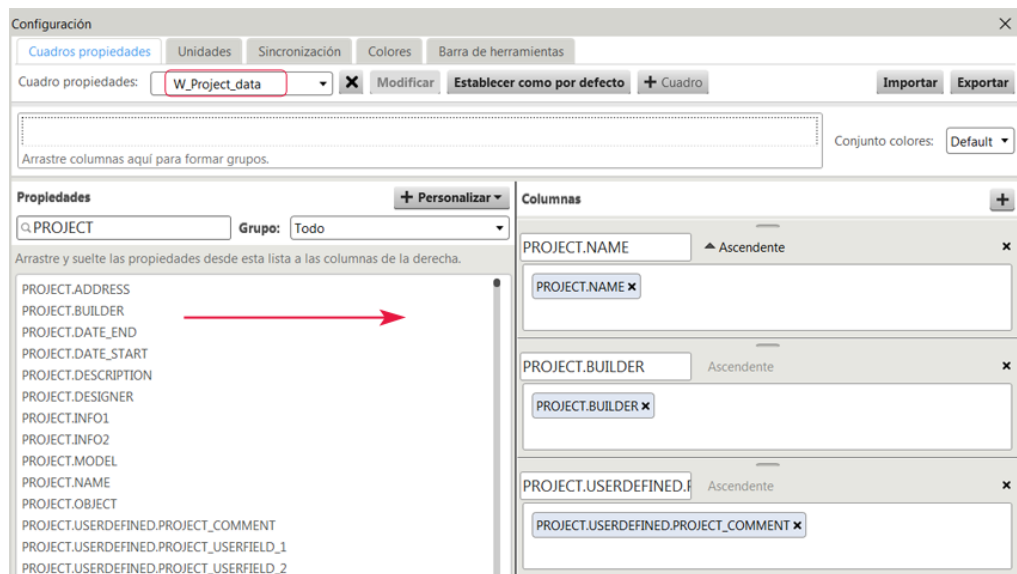 Configuración
Cuadros propiedades Unidades Sincronización Colores Barra de herramientas
Cuadro propiedades: W_Project_data Modificar Establecer como por defecto + Cuadro Importar Exportar
Conjunto colores: Default
Arrastre columnas aquí para formar grupos.
Propiedades + Personalizar
PROJECT Grupo: Todo
Arrastre y suelte las propiedades desde esta lista a las columnas de la derecha.
PROJECT.ADDRESS
PROJECT.BUILDER
PROJECT.DATE_END
PROJECT.DATE_START
PROJECT.DESCRIPTION
PROJECT.DESIGNER
PROJECT.INFO1
PROJECT.INFO2
PROJECT.MODEL
PROJECT.NAME
PROJECT.OBJECT
PROJECT.USERDEFINED.PROJECT_COMMENT
PROJECT.USERDEFINED.PROJECT_USERFIELD_1
PROJECT.USERDEFINED.PROJECT_USERFIELD_2
Columnas +
PROJECT.NAME Ascendente
PROJECT.NAME
PROJECT.BUILDER Ascendente
PROJECT.BUILDER
PROJECT.USERDEFINED.P Ascendente
PROJECT.USERDEFINED.PROJECT_COMMENT